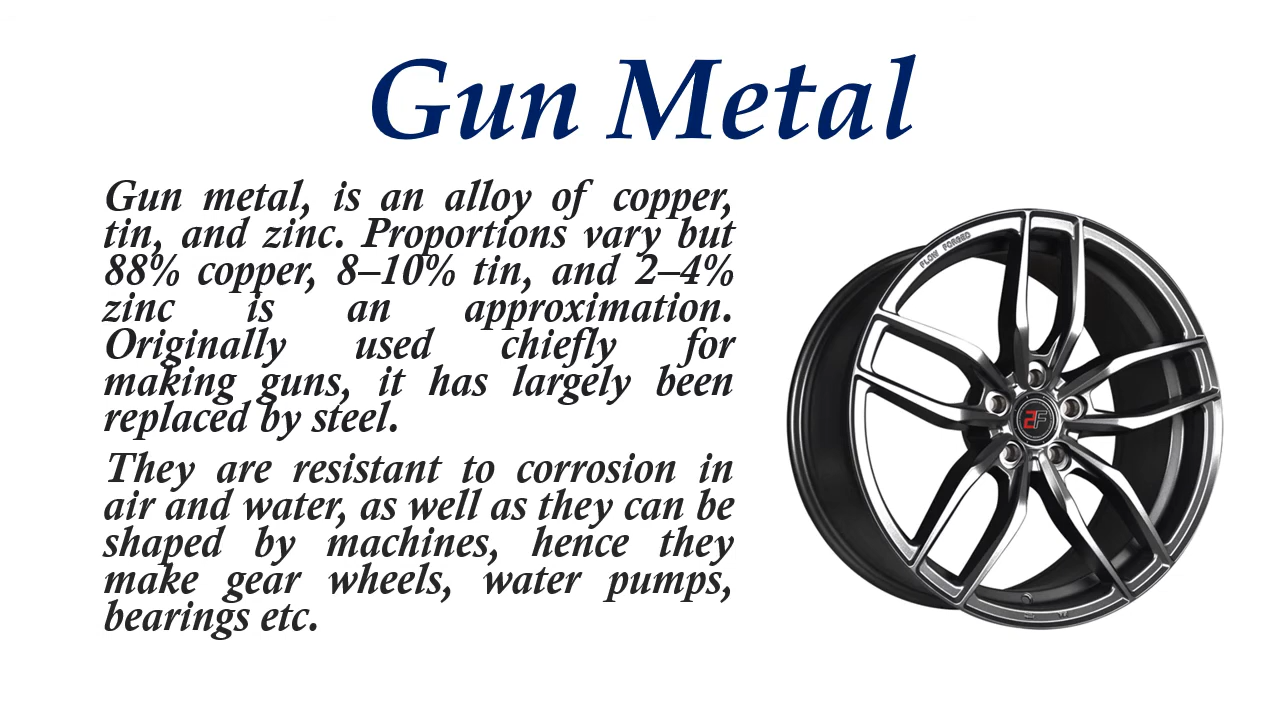 Gun Metal
Gun metal, is an alloy of copper,
tin, and zinc. Proportions vary but
88% copper, 8–10% tin, and 2–4%
zinc is an approximation.
Originally used chiefly for
making guns, it has largely been
replaced by steel.
They are resistant to corrosion in
air and water, as well as they can be
shaped by machines, hence they
make gear wheels, water pumps,
bearings etc.
FLOW FORGED